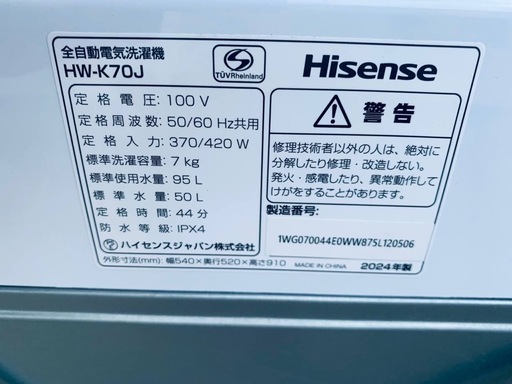 全自動電気洗濯機
HW-K70J
TÜVRheinland
Hisense
定格電圧: 100 V
定格周波数: 50/60 Hz共用
定格入力: 370/420 W
標準洗濯容量: 7 kg
標準使用水量: 95 L
標準水量: 50 L
定格時間: 44分
防水等級: IPX4
ハイセンスジャパン株式会社
外形寸法(mm): 幅540×奥行520×高さ910
警告
修理技術者以外の人は、絶対に
分解したり修理・改造しない。
発火・感電したり、異常動作して
けがをすることがあります。
製造番号:
1WG070044E0WW875L120506
MADE IN CHINA
2024年製